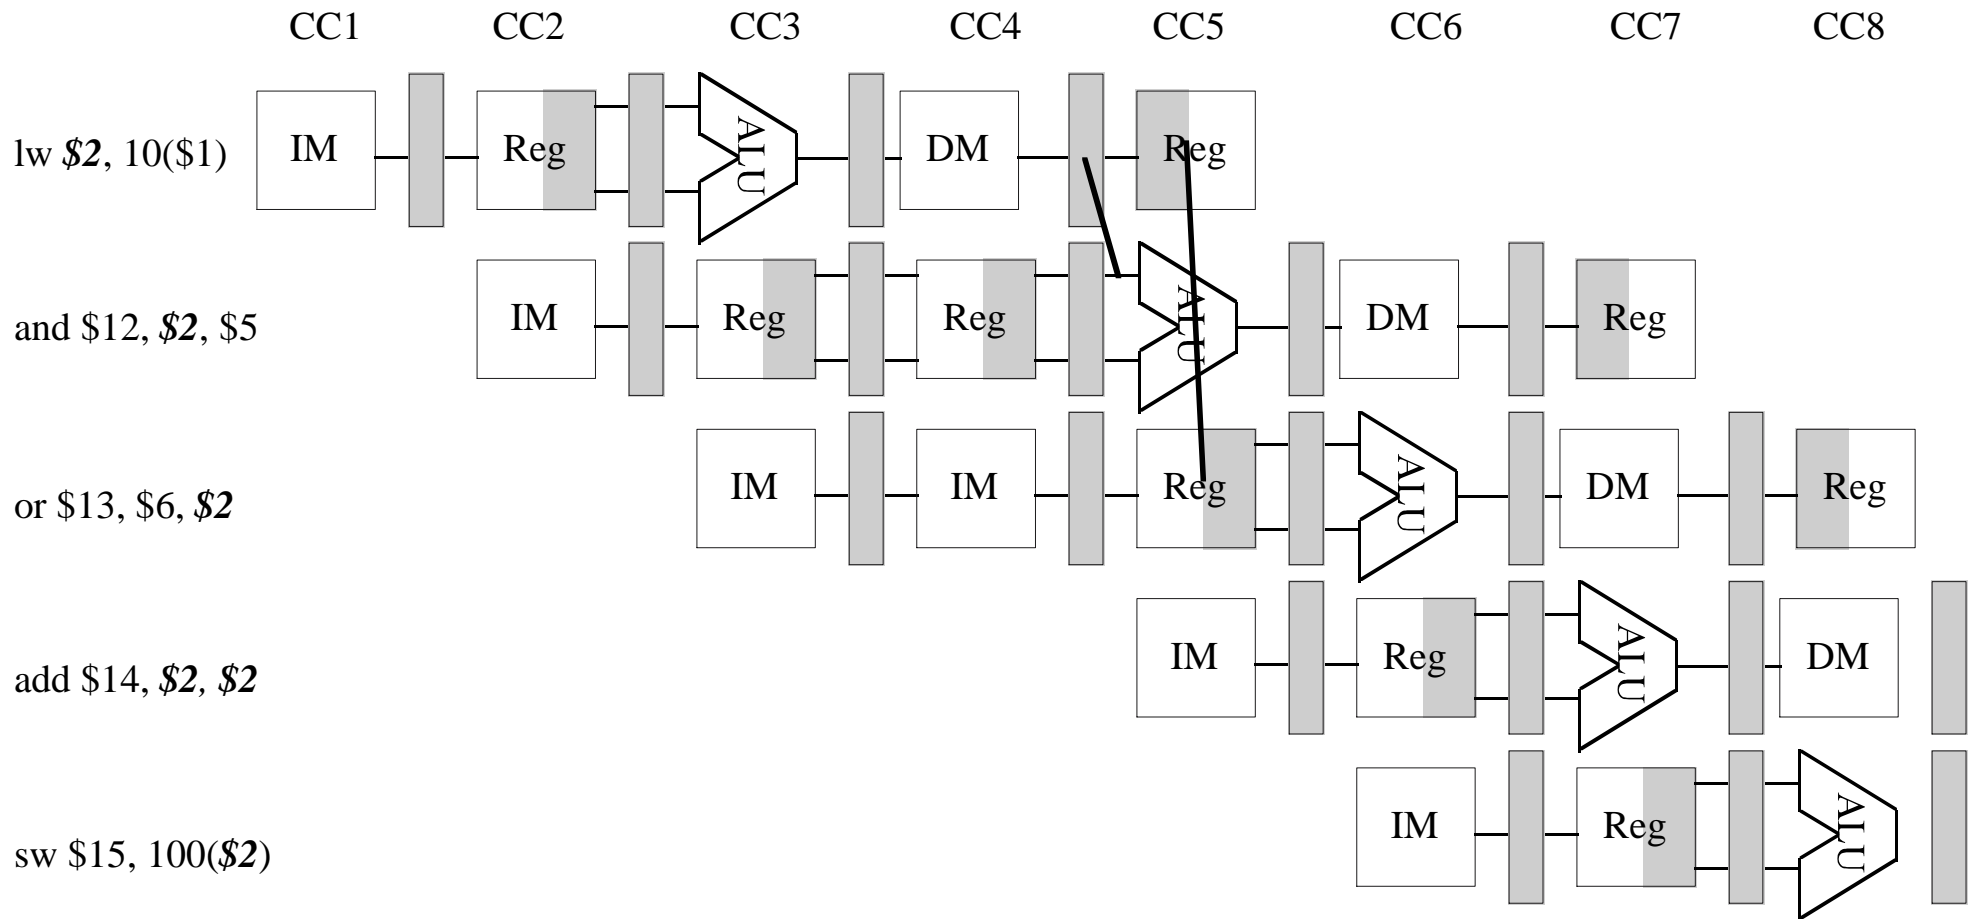 CC1 CC2 CC3 CC4 CC5 CC6 CC7 CC8
lw $2, 10($1) IM Reg ALU DM Reg
and $12, $2, $5 IM Reg Reg ALU DM Reg
or $13, $6, $2 IM IM Reg ALU DM Reg
add $14, $2, $2 IM Reg ALU DM
sw $15, 100($2) IM Reg ALU